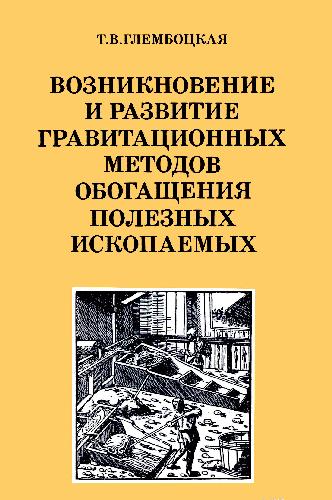 Т.В.ГЛЕМБОЦКАЯ
ВОЗНИКНОВЕНИЕ
И РАЗВИТИЕ
ГРАВИТАЦИОННЫХ
МЕТОДОВ
ОБОГАЩЕНИЯ
ПОЛЕЗНЫХ
ИСКОПАЕМЫХ